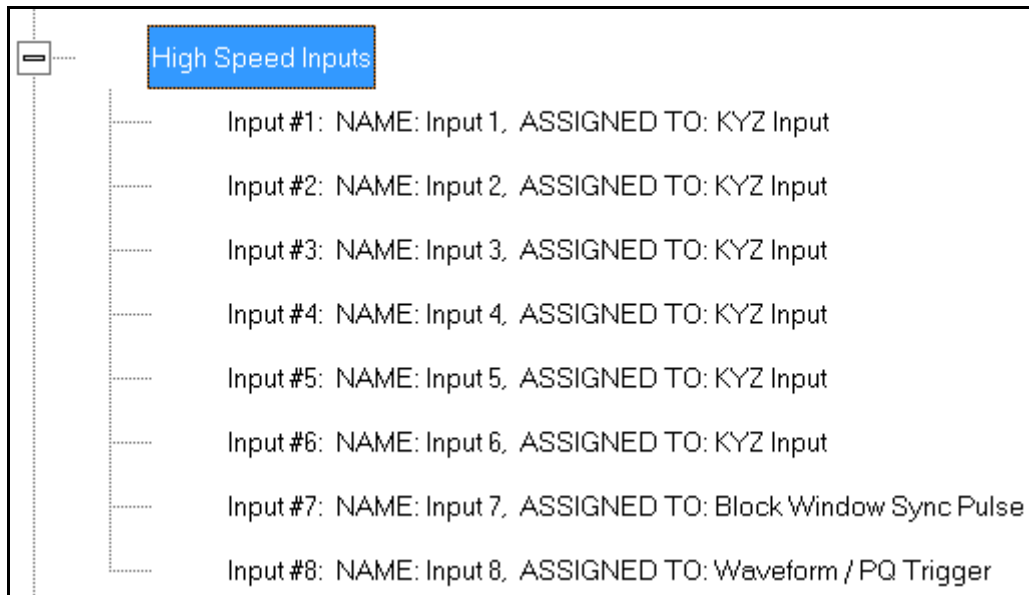 High Speed Inputs
Input #1: NAME: Input 1, ASSIGNED TO: KYZ Input
Input #2: NAME: Input 2, ASSIGNED TO: KYZ Input
Input #3: NAME: Input 3, ASSIGNED TO: KYZ Input
Input #4: NAME: Input 4, ASSIGNED TO: KYZ Input
Input #5: NAME: Input 5, ASSIGNED TO: KYZ Input
Input #6: NAME: Input 6, ASSIGNED TO: KYZ Input
Input #7: NAME: Input 7, ASSIGNED TO: Block Window Sync Pulse
Input #8: NAME: Input 8, ASSIGNED TO: Waveform / PQ Trigger